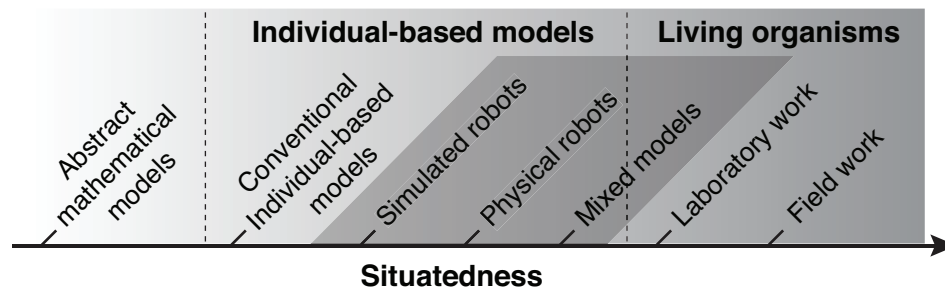 Individual-based models
Living organisms
Abstract
mathematical
models
Conventional
Individual-based
models
Simulated robots
Physical robots
Mixed models
Laboratory work
Field work
Situatedness